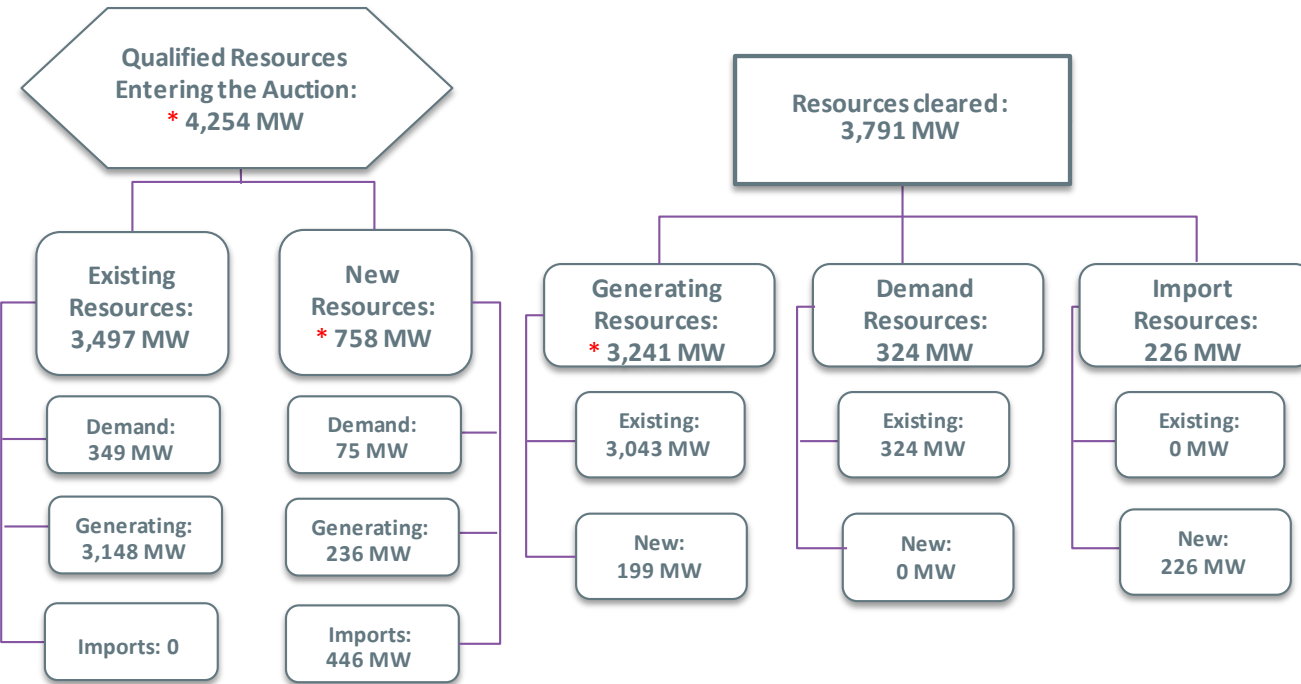 Qualified Resources
Entering the Auction:
* 4,254 MW
Existing
Resources:
3,497 MW
Demand:
349 MW
Generating:
3,148 MW
Imports: 0
New
Resources:
* 758 MW
Demand:
75 MW
Generating:
236 MW
Imports:
446 MW
Resources cleared :
3,791 MW
Generating
Resources:
* 3,241 MW
Existing:
3,043 MW
New:
199 MW
Demand
Resources:
324 MW
Existing:
324 MW
New:
0 MW
Import
Resources:
226 MW
Existing:
0 MW
New:
226 MW